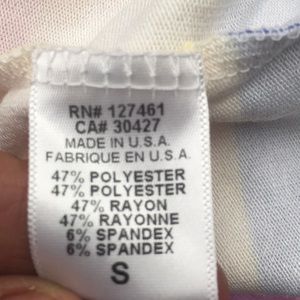 RN# 127461
CA# 30427
MADE IN U.S.A.
FABRIQUE EN U.S.A.
47% POLYESTER
47% POLYESTER
47% RAYON
47% RAYONNE
6% SPANDEX
6% SPANDEX
S